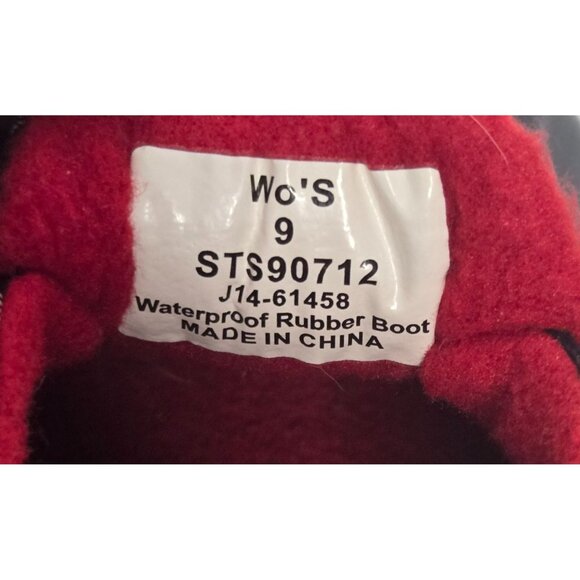 Wo'S
9
STS90712
J14-61458
Waterproof Rubber Boot
MADE IN CHINA